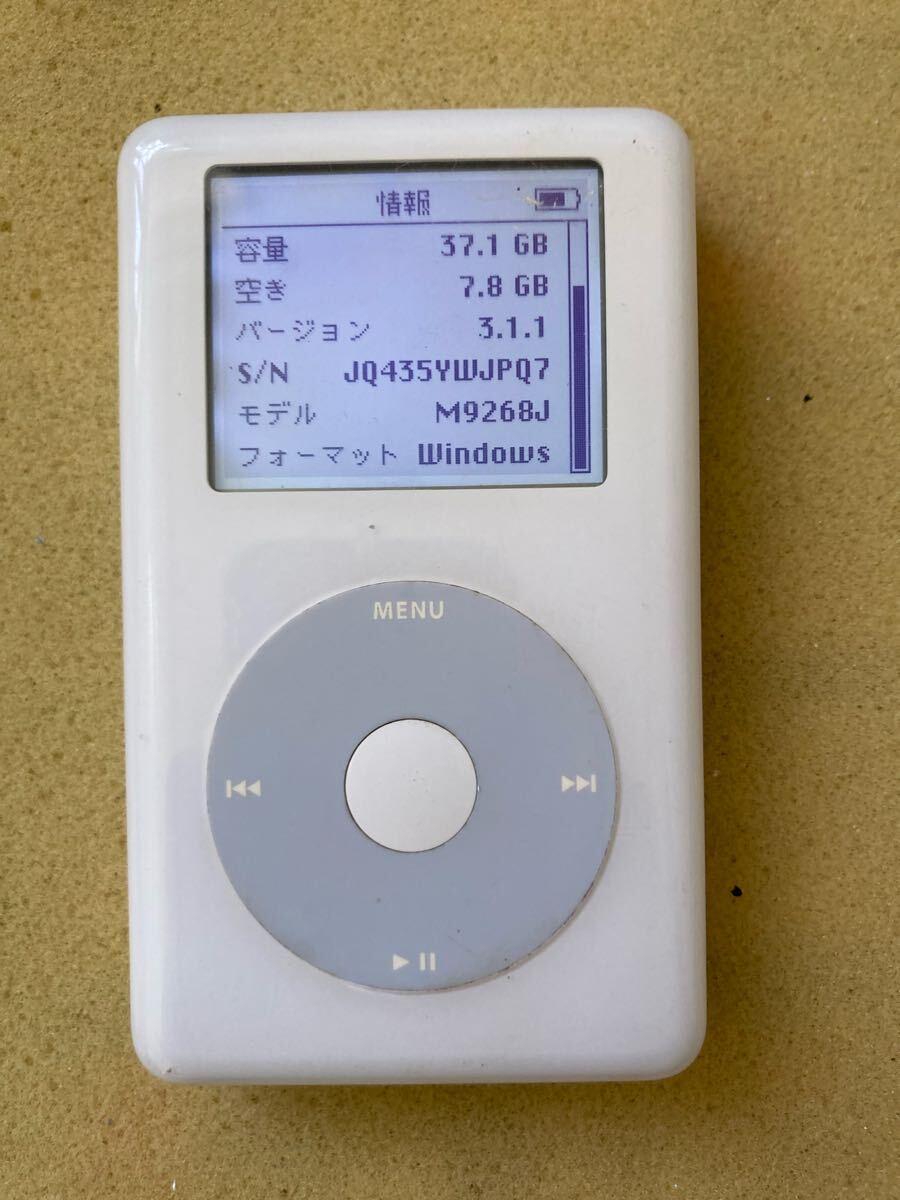 情報
容量 37.1 GB
空き 7.8 GB
バージョン 3.1.1
S/N JQ435YWJPQ7
モデル M9268J
フォーマット Windows
MENU